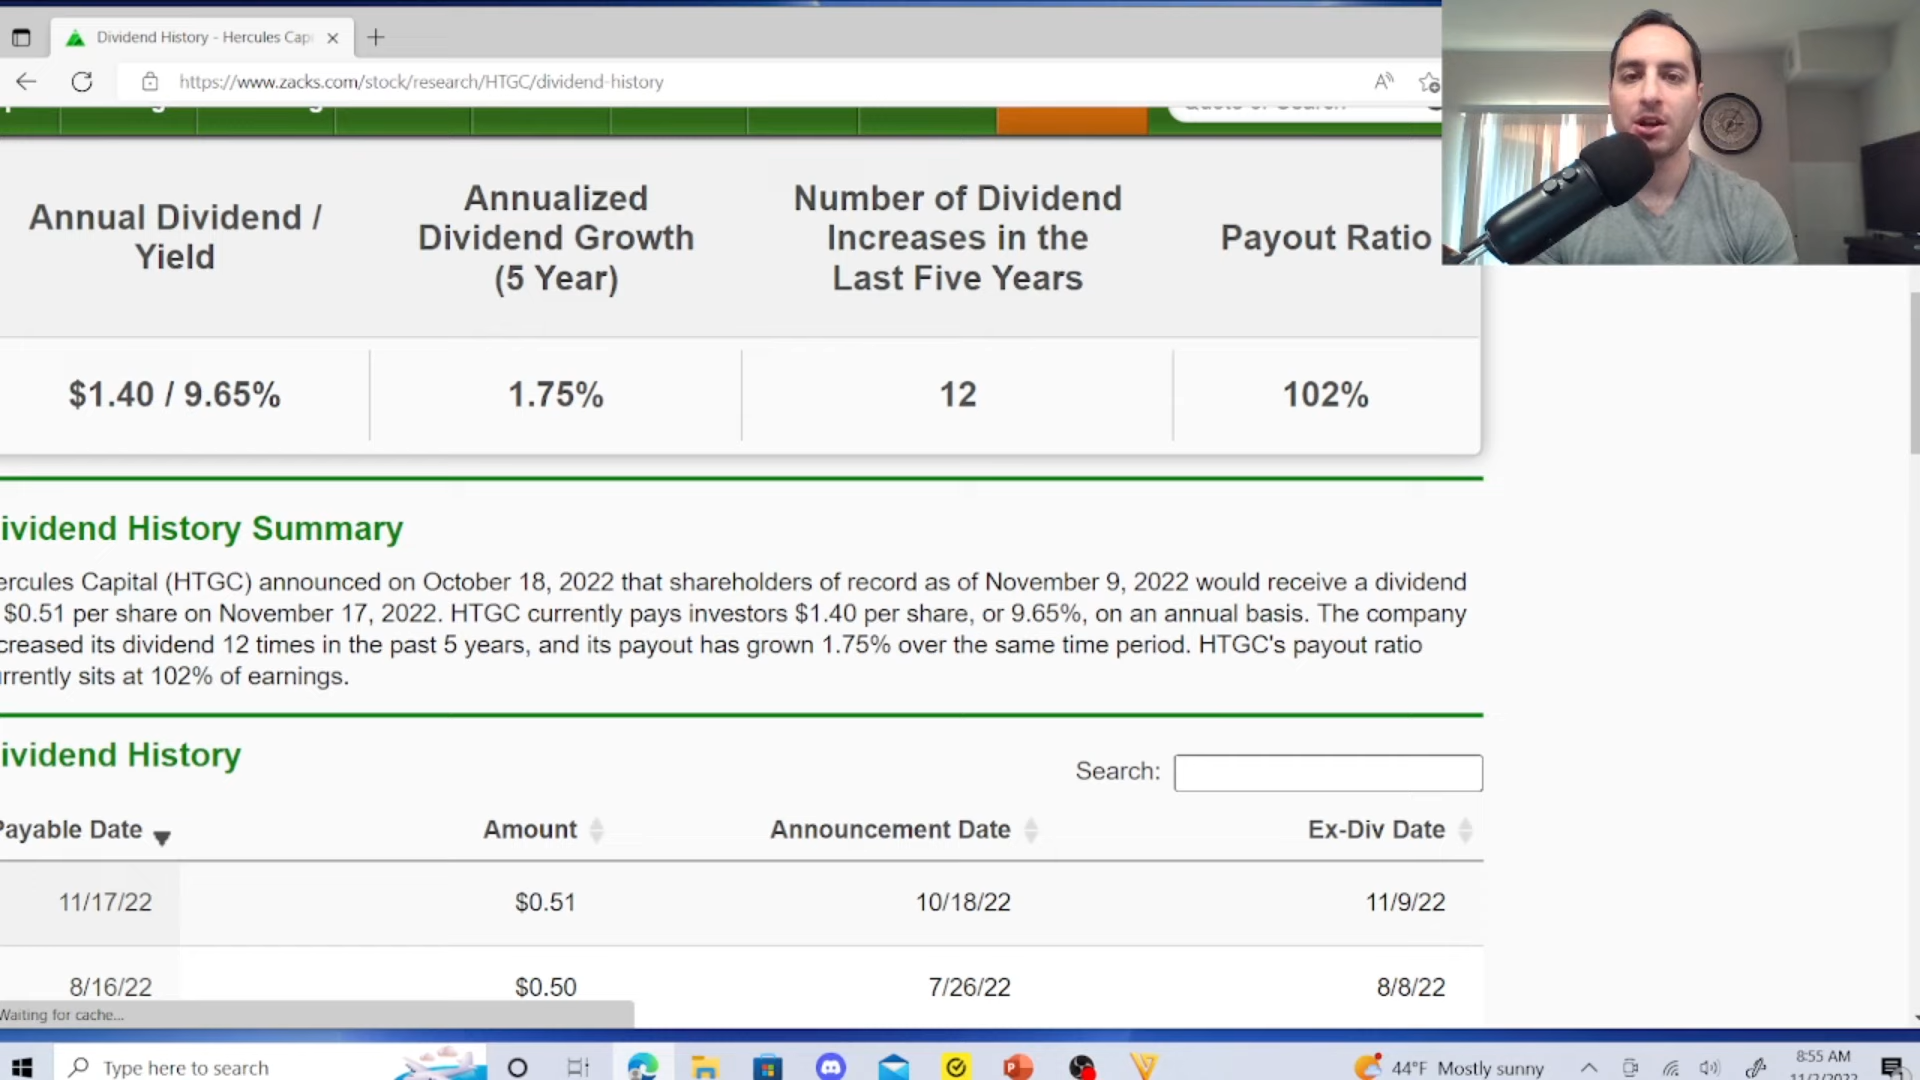 Dividend History - Hercules Cap
https://www.zacks.com/stock/research/HTGC/dividend-history
Annual Dividend /
Yield
Annualized
Dividend Growth
(5 Year)
Number of Dividend
Increases in the
Last Five Years
Payout Ratio
$1.40 / 9.65%
1.75%
12
102%
ividend History Summary
ercules Capital (HTGC) announced on October 18, 2022 that shareholders of record as of November 9, 2022 would receive a dividend
$0.51 per share on November 17, 2022. HTGC currently pays investors $1.40 per share, or 9.65%, on an annual basis. The company
creased its dividend 12 times in the past 5 years, and its payout has grown 1.75% over the same time period. HTGC's payout ratio
rrently sits at 102% of earnings.
ividend History
Search:
Payable Date
Amount
Announcement Date
Ex-Div Date
11/17/22
$0.51
10/18/22
11/9/22
8/16/22
$0.50
7/26/22
8/8/22
Waiting for cache...
Type here to search
44°F Mostly sunny
8:55 AM